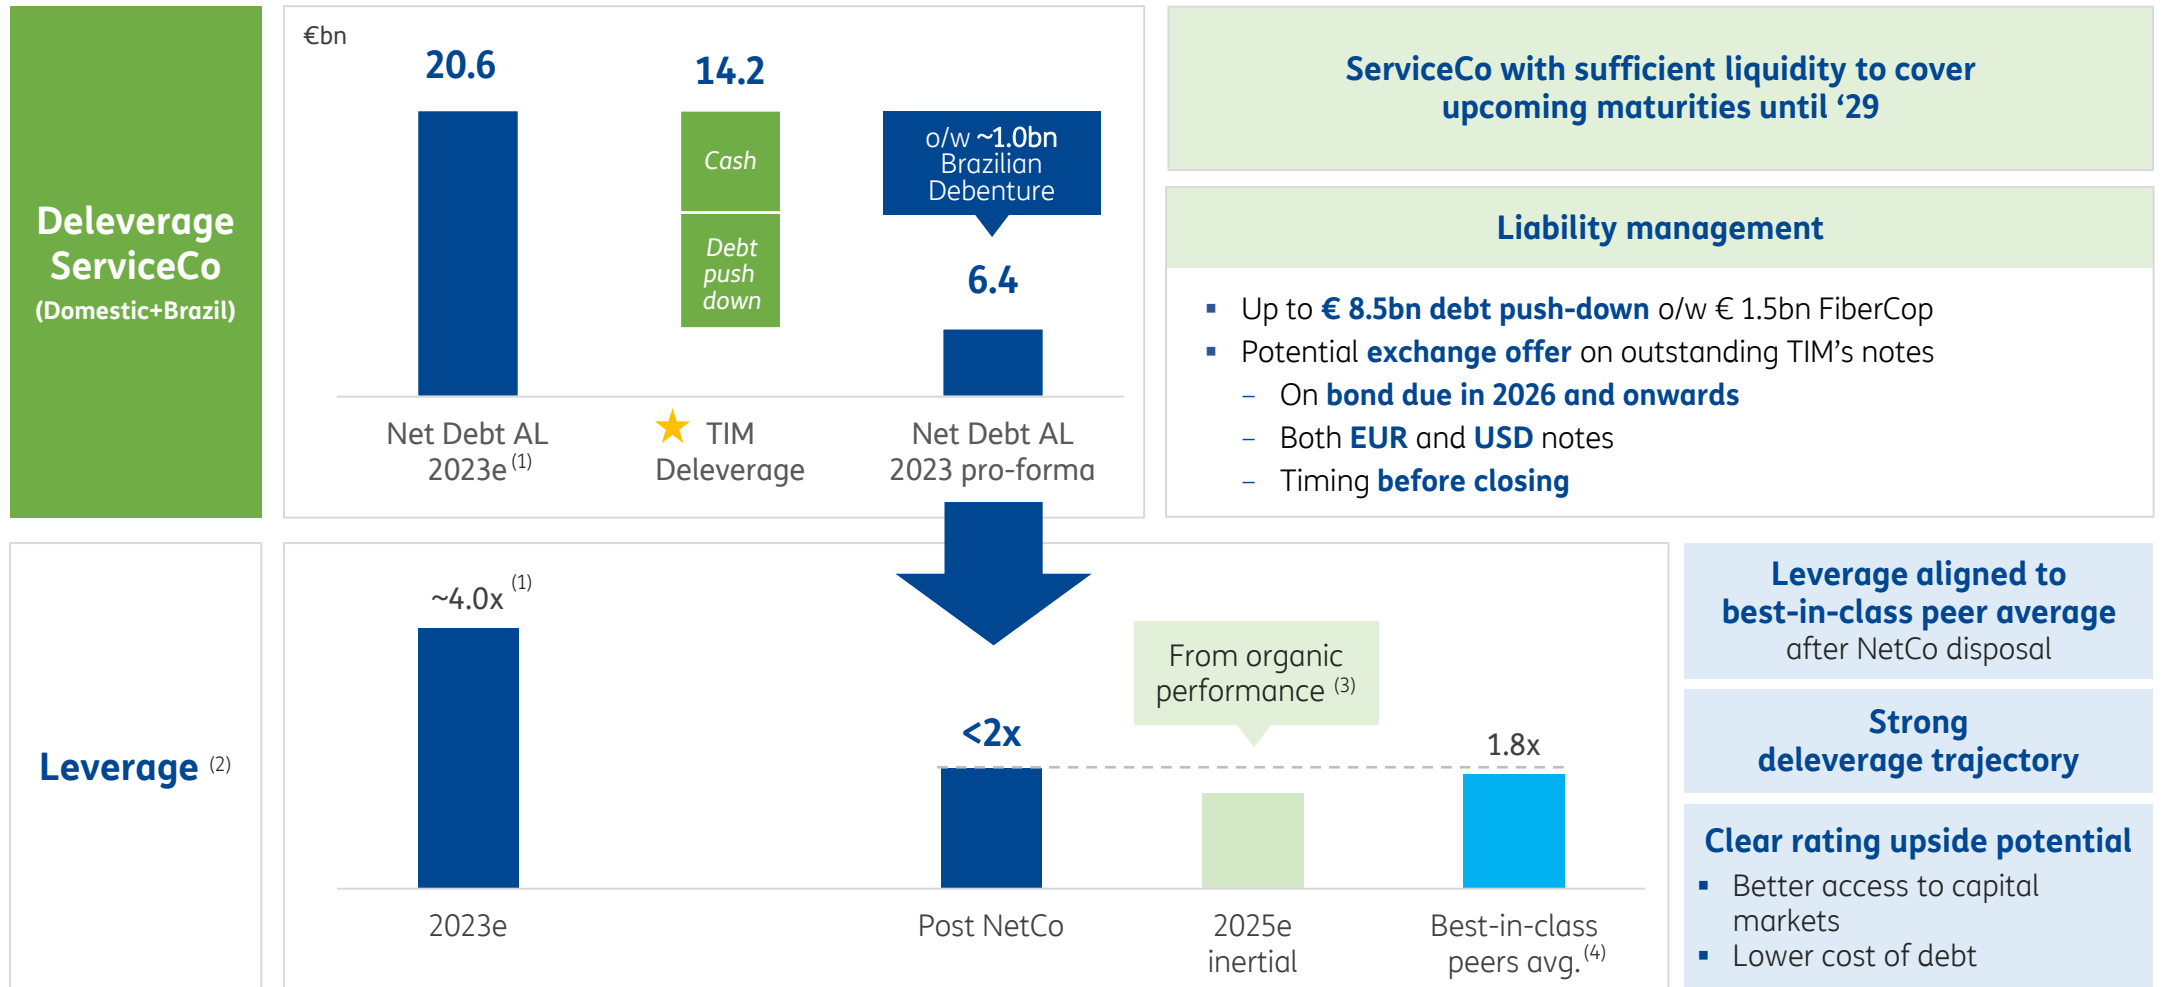 Deleverage
ServiceCo
(Domestic+Brazil)
€bn
20.6
14.2
Cash
Debt
push
down
o/w ~1.0bn
Brazilian
Debenture
6.4
Net Debt AL
2023e (1)
TIM
Deleverage
Net Debt AL
2023 pro-forma
ServiceCo with sufficient liquidity to cover
upcoming maturities until ‘29
Liability management
▪ Up to € 8.5bn debt push-down o/w € 1.5bn FiberCop
▪ Potential exchange offer on outstanding TIM’s notes
– On bond due in 2026 and onwards
– Both EUR and USD notes
– Timing before closing
Leverage (2)
~4.0x (1)
<2x
From organic
performance (3)
1.8x
2023e
Post NetCo
2025e
inertial
Best-in-class
peers avg. (4)
Leverage aligned to
best-in-class peer average
after NetCo disposal
Strong
deleverage trajectory
Clear rating upside potential
▪ Better access to capital
markets
▪ Lower cost of debt